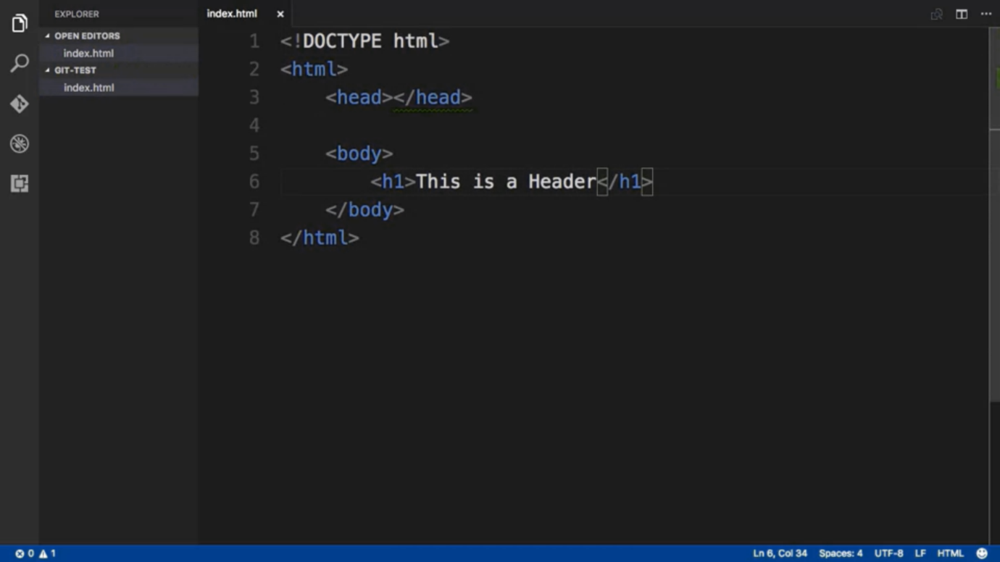 EXPLORER
OPEN EDITORS
index.html
GIT-TEST
index.html
index.html ×
1 <!DOCTYPE html>
2 <html>
3     <head></head>
4
5     <body>
6         <h1>This is a Header</h1>
7     </body>
8 </html>
0 1
Ln 6, Col 34 Spaces: 4 UTF-8 LF HTML